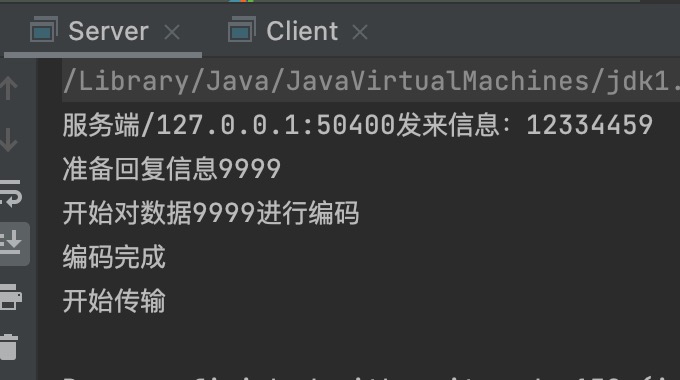 Server
Client
/Library/Java/JavaVirtualMachines/jdk1.
服务端/127.0.0.1:50400发来信息：12334459
准备回复信息9999
开始对数据9999进行编码
编码完成
开始传输